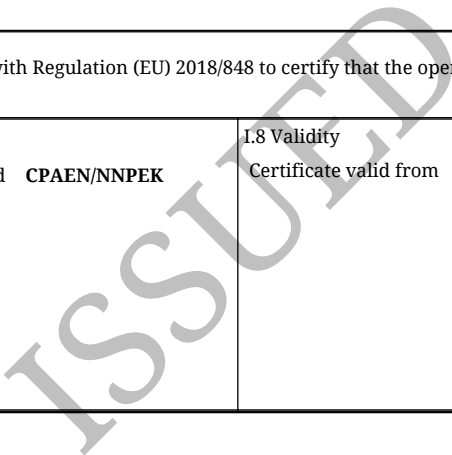 with Regulation (EU) 2018/848 to certify that the oper
d CPAEN/NNPEK
I.8 Validity
Certificate valid from
ISSUED